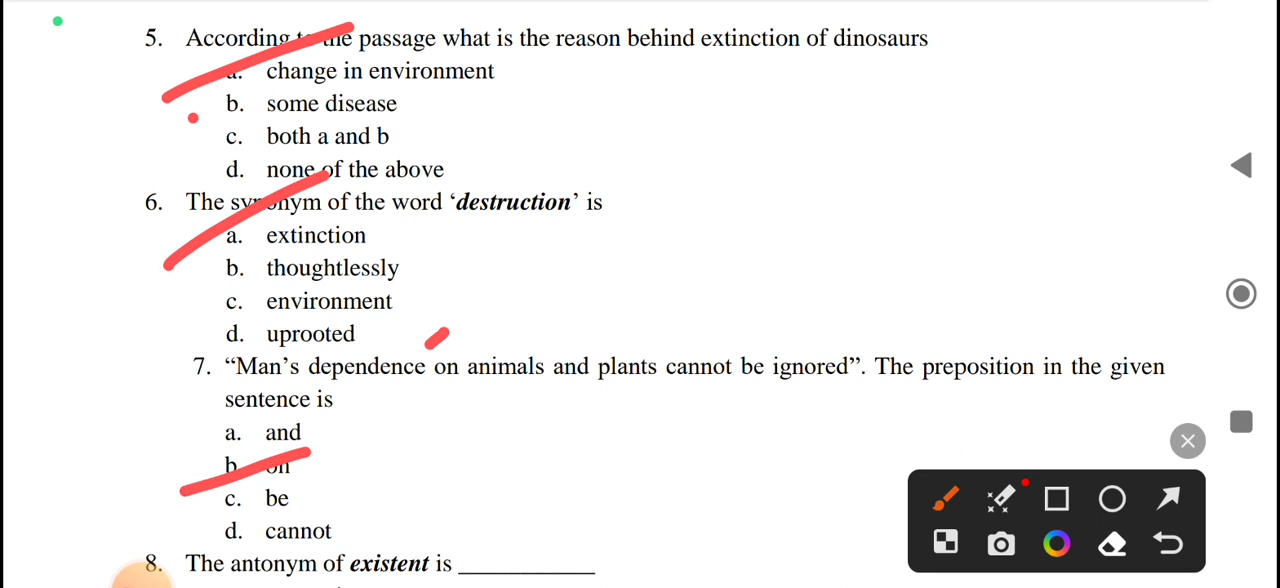 5. According to the passage what is the reason behind extinction of dinosaurs
a. change in environment
b. some disease
c. both a and b
d. none of the above
6. The synonym of the word ‘destruction’ is
a. extinction
b. thoughtlessly
c. environment
d. uprooted
7. “Man’s dependence on animals and plants cannot be ignored”. The preposition in the given
sentence is
a. and
b. on
c. be
d. cannot
8. The antonym of existent is ___________